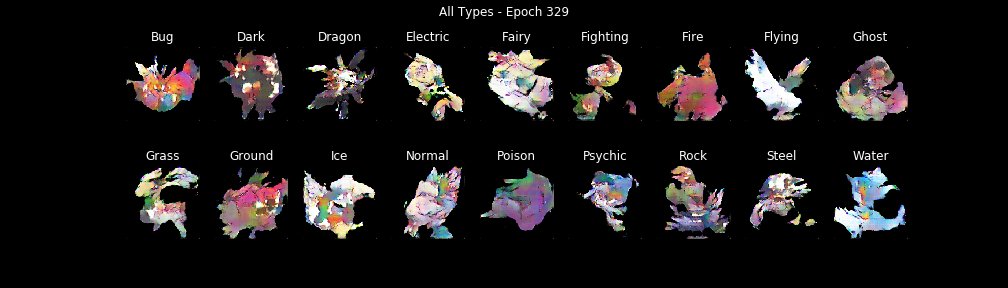 All Types - Epoch 329
Bug Dark Dragon Electric Fairy Fighting Fire Flying Ghost
Grass Ground Ice Normal Poison Psychic Rock Steel Water